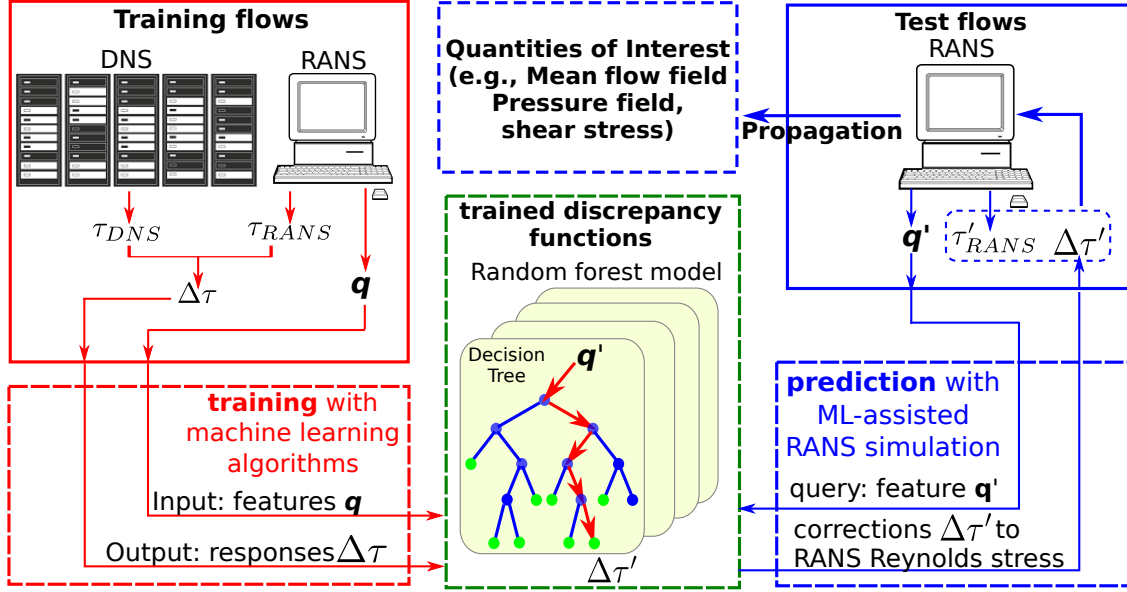 Training flows
DNS
RANS
τ_DNS
τ_RANS
Δτ
q
Quantities of Interest
(e.g., Mean flow field
Pressure field,
shear stress)
Propagation
Test flows
RANS
q'
τ'_RANS Δτ'
trained discrepancy
functions
Random forest model
Decision
Tree
q'
Δτ'
training with
machine learning
algorithms
Input: features q
Output: responses Δτ
prediction with
ML-assisted
RANS simulation
query: feature q'
corrections Δτ' to
RANS Reynolds stress